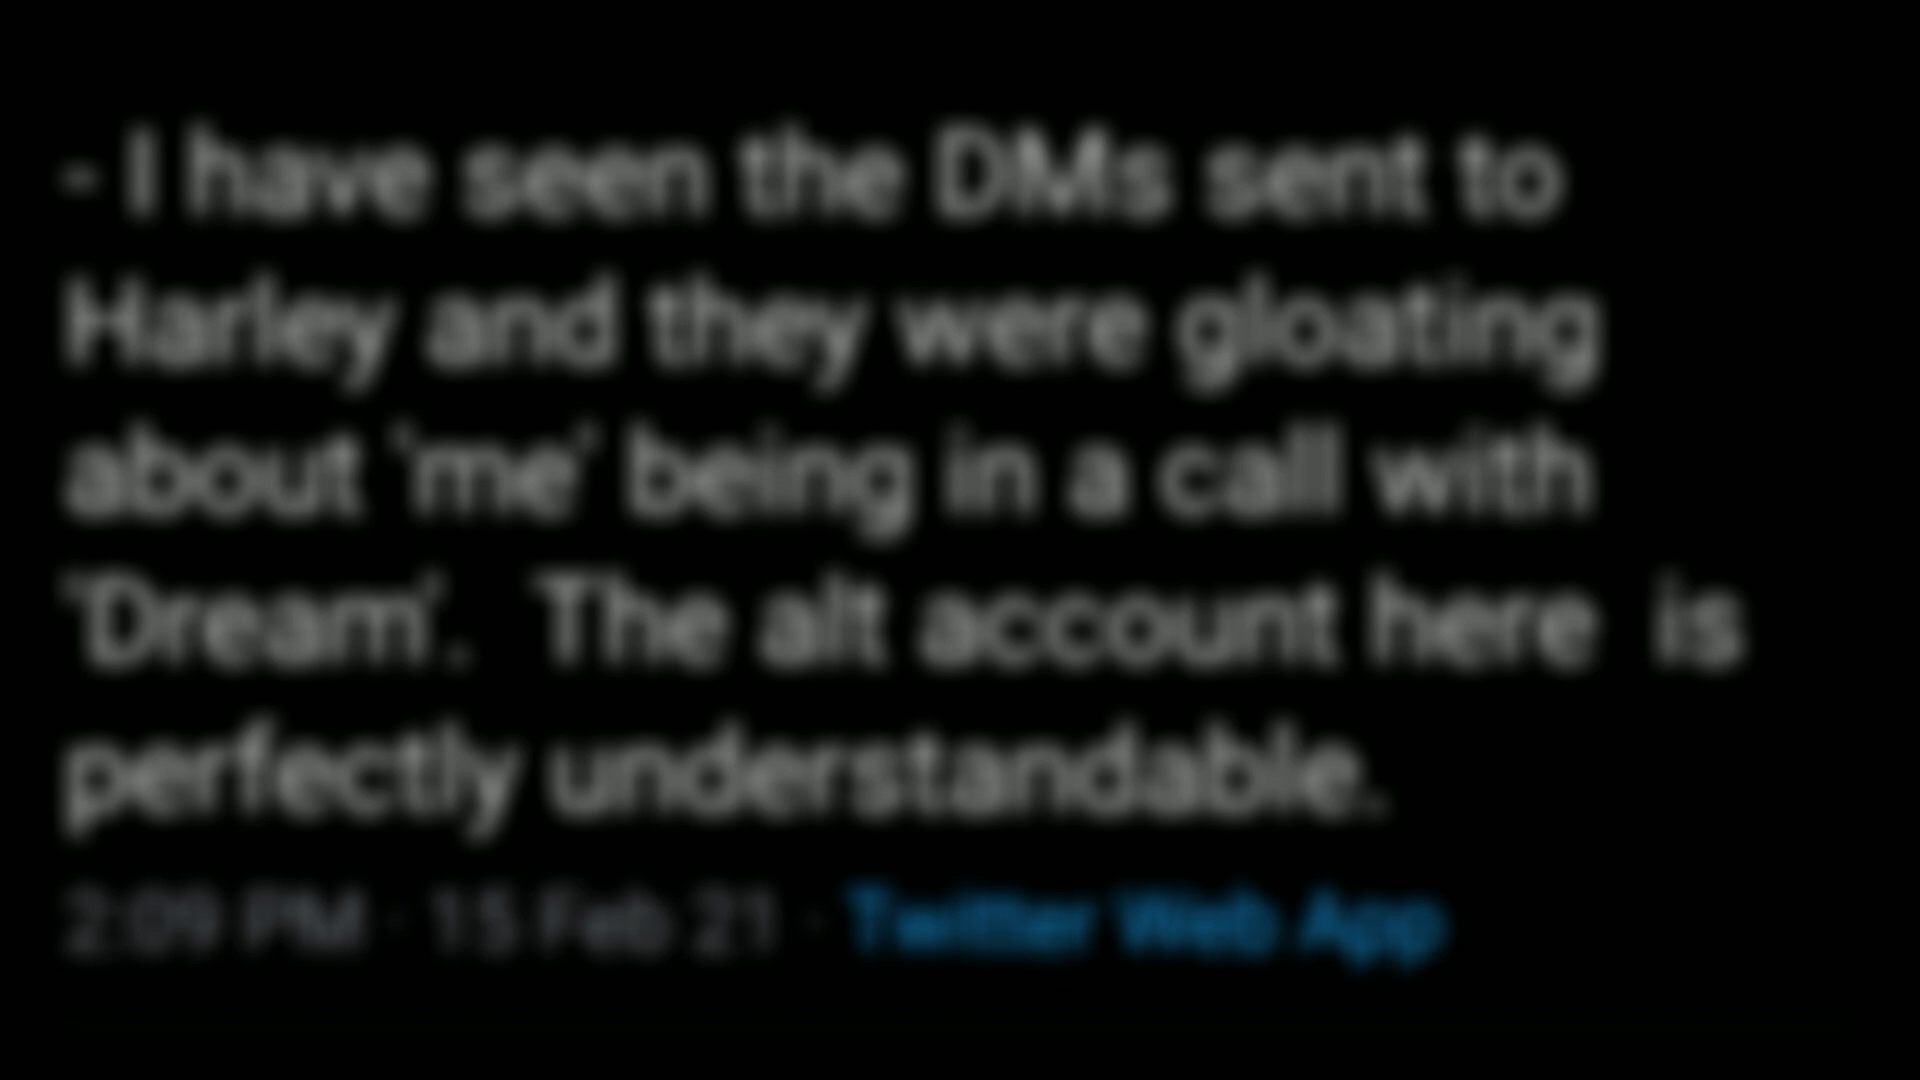 - I have seen the DMs sent to
Harley and they were gloating
about 'me' being in a call with
'Dream'.  The alt account here  is
perfectly understandable.
2:09 PM · 15 Feb 21 · Twitter Web App